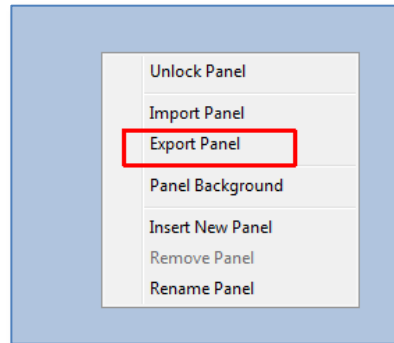 Unlock Panel
Import Panel
Export Panel
Panel Background
Insert New Panel
Remove Panel
Rename Panel